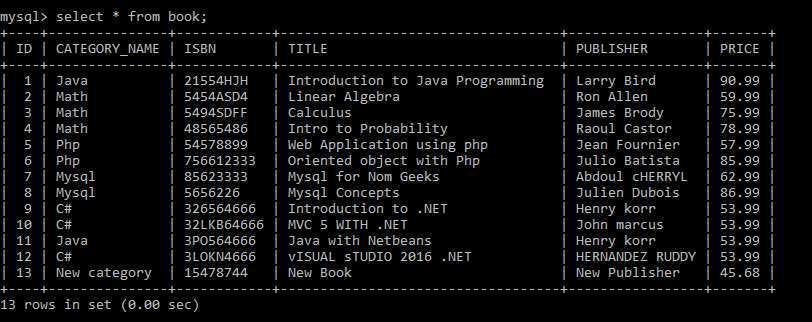 mysql> select * from book;
+----+---------------+------------+-----------------------------------+----------------+-------+
| ID | CATEGORY_NAME | ISBN | TITLE | PUBLISHER | PRICE |
+----+---------------+------------+-----------------------------------+----------------+-------+
| 1 | Java | 21554HJH | Introduction to Java Programming | Larry Bird | 90.99 |
| 2 | Math | 5454ASD4 | Linear Algebra | Ron Allen | 59.99 |
| 3 | Math | 5494SDFF | Calculus | James Brody | 75.99 |
| 4 | Math | 48565486 | Intro to Probability | Raoul Castor | 78.99 |
| 5 | Php | 54578899 | Web Application using php | Jean Fournier | 57.99 |
| 6 | Php | 756612333 | Oriented object with Php | Julio Batista | 85.99 |
| 7 | Mysql | 85623333 | Mysql for Nom Geeks | Abdoul cHERRYL | 62.99 |
| 8 | Mysql | 5656226 | Mysql Concepts | Julien Dubois | 86.99 |
| 9 | C# | 326564666 | Introduction to .NET | Henry korr | 53.99 |
| 10 | C# | 32LKB64666 | MVC 5 WITH .NET | John marcus | 53.99 |
| 11 | Java | 3PO564666 | Java with Netbeans | Henry korr | 53.99 |
| 12 | C# | 3LOKN4666 | vISUAL sTUDIO 2016 .NET | HERNANDEZ RUDDY | 53.99 |
| 13 | New category | 15478744 | New Book | New Publisher | 45.68 |
+----+---------------+------------+-----------------------------------+----------------+-------+
13 rows in set (0.00 sec)